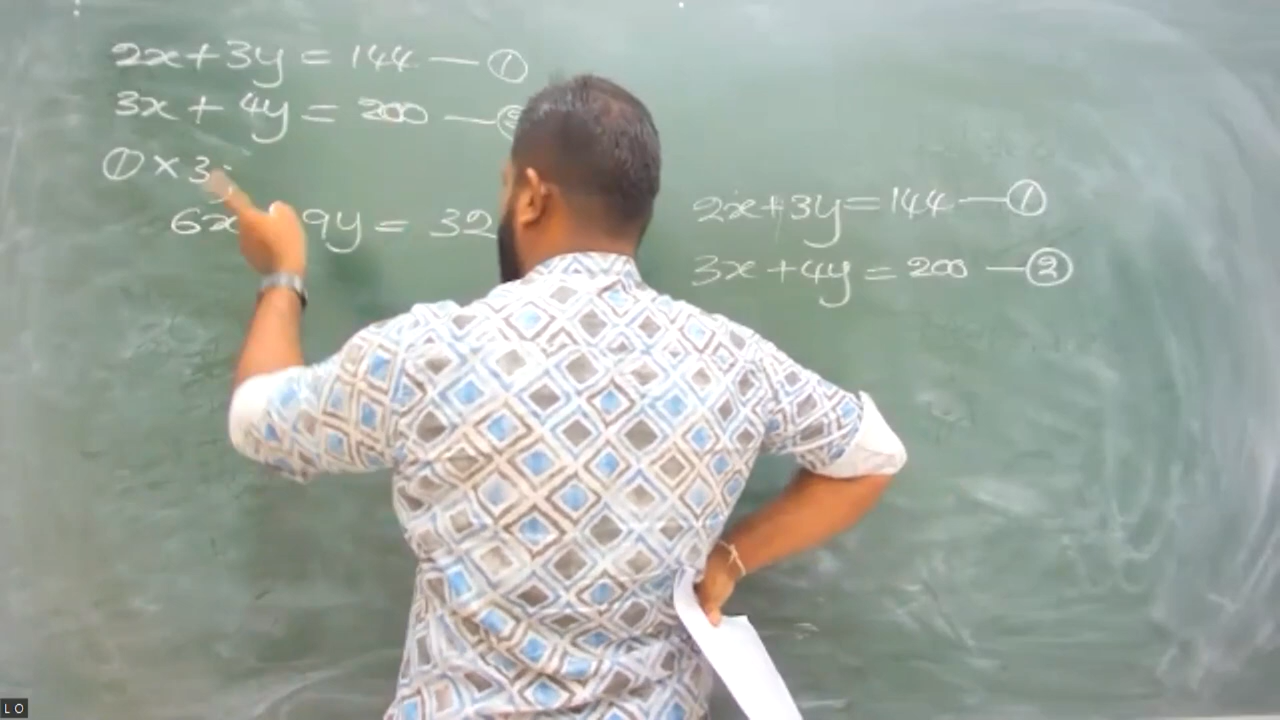 2x + 3y = 144 — ①
3x + 4y = 200 —
① × 3;
6x 9y = 32
2x + 3y = 144 — ①
3x + 4y = 200 — ②
L O